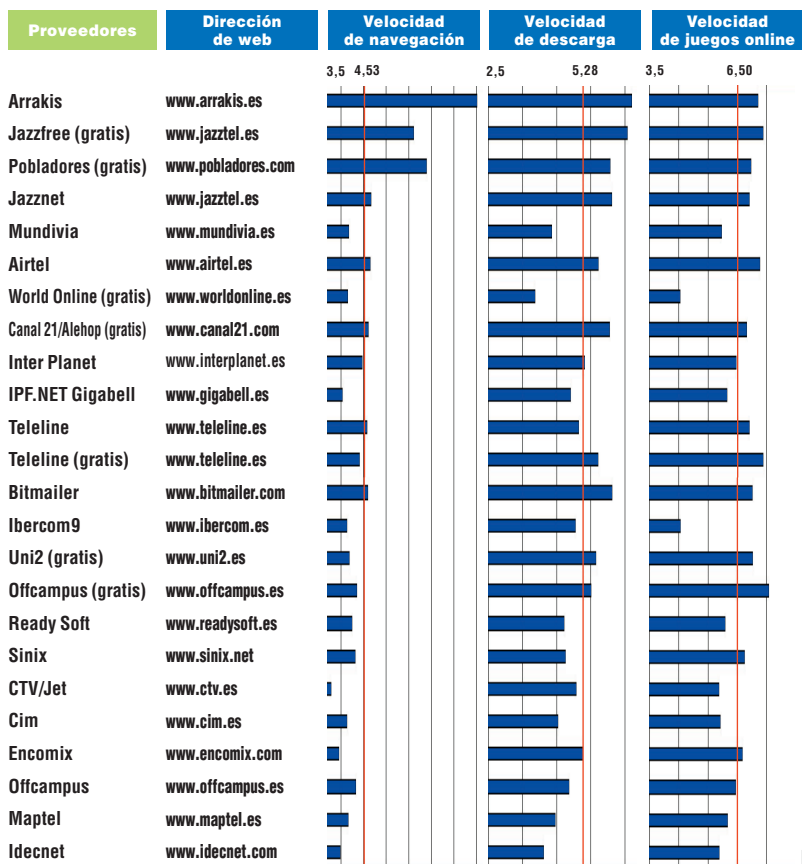 Proveedores
Dirección
de web
Velocidad
de navegación
Velocidad
de descarga
Velocidad
de juegos online
3,5 4,53 2,5 5,28 3,5 6,50
Arrakis www.arrakis.es
Jazzfree (gratis) www.jazztel.es
Pobladores (gratis) www.pobladores.com
Jazznet www.jazztel.es
Mundivia www.mundivia.es
Airtel www.airtel.es
World Online (gratis) www.worldonline.es
Canal 21/Alehop (gratis) www.canal21.com
Inter Planet www.interplanet.es
IPF.NET Gigabell www.gigabell.es
Teleline www.teleline.es
Teleline (gratis) www.teleline.es
Bitmailer www.bitmailer.com
Ibercom9 www.ibercom.es
Uni2 (gratis) www.uni2.es
Offcampus (gratis) www.offcampus.es
Ready Soft www.readysoft.es
Sinix www.sinix.net
CTV/Jet www.ctv.es
Cim www.cim.es
Encomix www.encomix.com
Offcampus www.offcampus.es
Maptel www.maptel.es
Idecnet www.idecnet.com